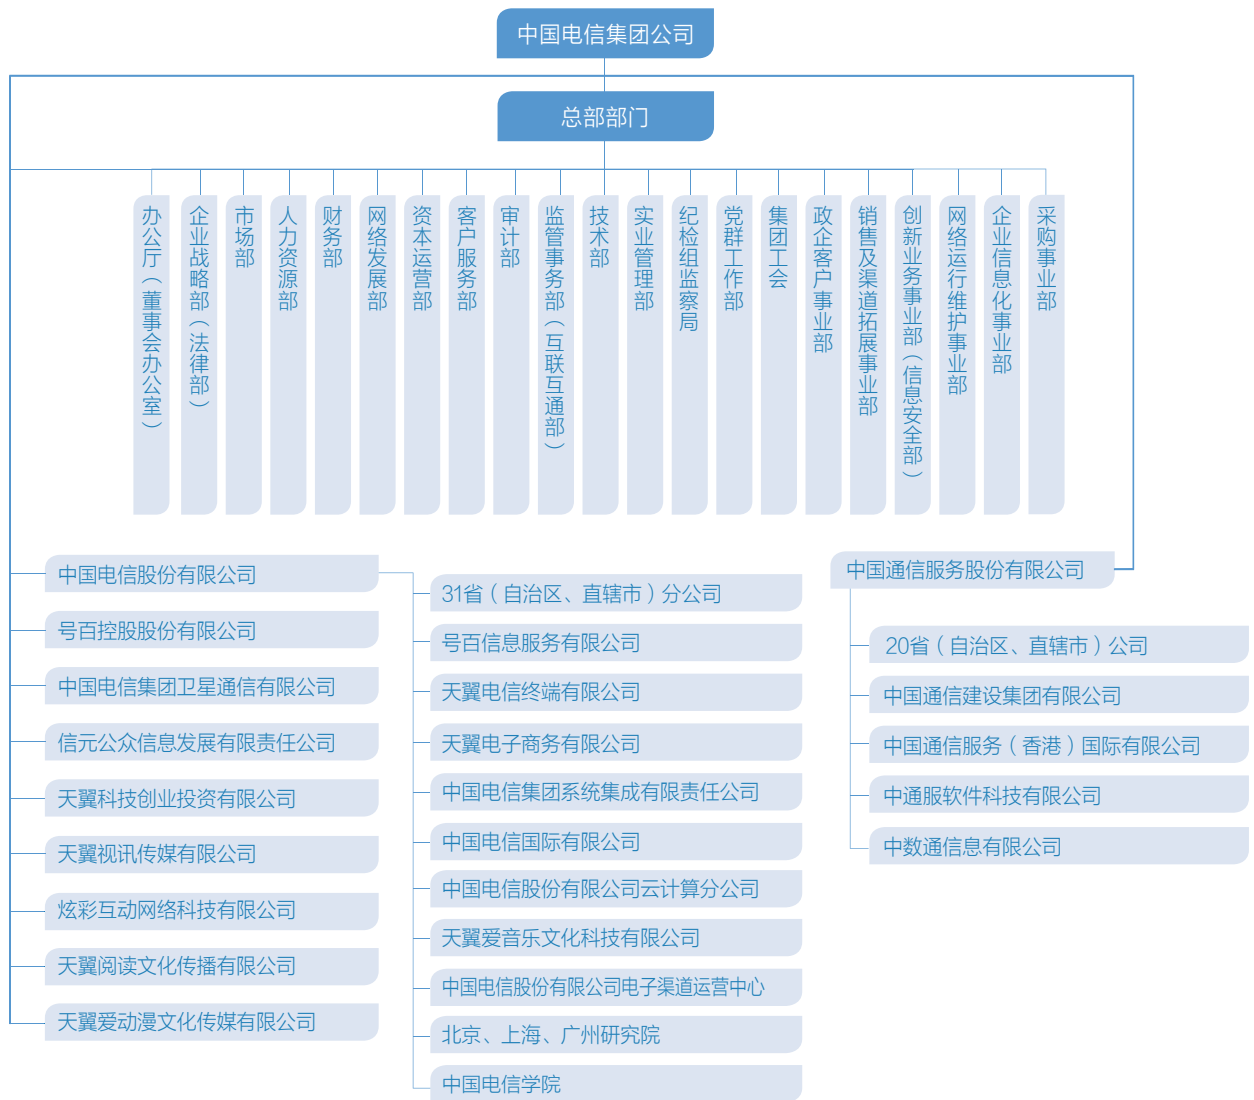 中国电信集团公司
总部部门
办公厅（董事会办公室）
企业战略部（法律部）
市场部
人力资源部
财务部
网络发展部
资本运营部
客户服务部
审计部
监管事务部（互联互通部）
技术部
实业管理部
纪检组监察局
党群工作部
集团工会
政企客户事业部
销售及渠道拓展事业部
创新业务事业部（信息安全部）
网络运行维护事业部
企业信息化事业部
采购事业部
中国电信股份有限公司
号百控股股份有限公司
中国电信集团卫星通信有限公司
信元公众信息发展有限责任公司
天翼科技创业投资有限公司
天翼视讯传媒有限公司
炫彩互动网络科技有限公司
天翼阅读文化传播有限公司
天翼爱动漫文化传媒有限公司
31省（自治区、直辖市）分公司
号百信息服务有限公司
天翼电信终端有限公司
天翼电子商务有限公司
中国电信集团系统集成有限责任公司
中国电信国际有限公司
中国电信股份有限公司云计算分公司
天翼爱音乐文化科技有限公司
中国电信股份有限公司电子渠道运营中心
北京、上海、广州研究院
中国电信学院
中国通信服务股份有限公司
20省（自治区、直辖市）公司
中国通信建设集团有限公司
中国通信服务（香港）国际有限公司
中通服软件科技有限公司
中数通信息有限公司